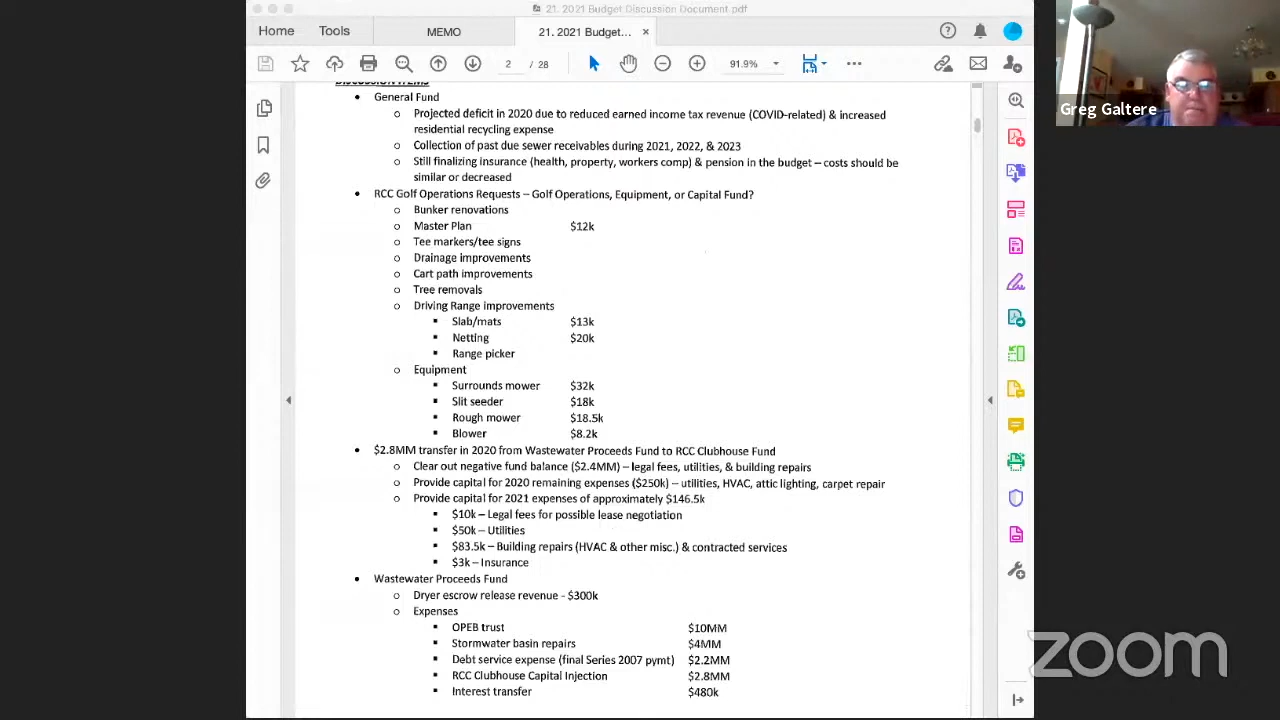 21. 2021 Budget Discussion Document.pdf
Home Tools MEMO 21. 2021 Budget... ×
2 / 28 91.9%
DISCUSSION ITEMS
• General Fund
o Projected deficit in 2020 due to reduced earned income tax revenue (COVID-related) & increased
residential recycling expense
o Collection of past due sewer receivables during 2021, 2022, & 2023
o Still finalizing insurance (health, property, workers comp) & pension in the budget – costs should be
similar or decreased
• RCC Golf Operations Requests – Golf Operations, Equipment, or Capital Fund?
o Bunker renovations
o Master Plan $12k
o Tee markers/tee signs
o Drainage improvements
o Cart path improvements
o Tree removals
o Driving Range improvements
▪ Slab/mats $13k
▪ Netting $20k
▪ Range picker
o Equipment
▪ Surrounds mower $32k
▪ Slit seeder $18k
▪ Rough mower $18.5k
▪ Blower $8.2k
• $2.8MM transfer in 2020 from Wastewater Proceeds Fund to RCC Clubhouse Fund
o Clear out negative fund balance ($2.4MM) – legal fees, utilities, & building repairs
o Provide capital for 2020 remaining expenses ($250k) – utilities, HVAC, attic lighting, carpet repair
o Provide capital for 2021 expenses of approximately $146.5k
▪ $10k – Legal fees for possible lease negotiation
▪ $50k – Utilities
▪ $83.5k – Building repairs (HVAC & other misc.) & contracted services
▪ $3k – Insurance
• Wastewater Proceeds Fund
o Dryer escrow release revenue - $300k
o Expenses
▪ OPEB trust $10MM
▪ Stormwater basin repairs $4MM
▪ Debt service expense (final Series 2007 pymt) $2.2MM
▪ RCC Clubhouse Capital Injection $2.8MM
▪ Interest transfer $480k
Greg Galtere
zoom